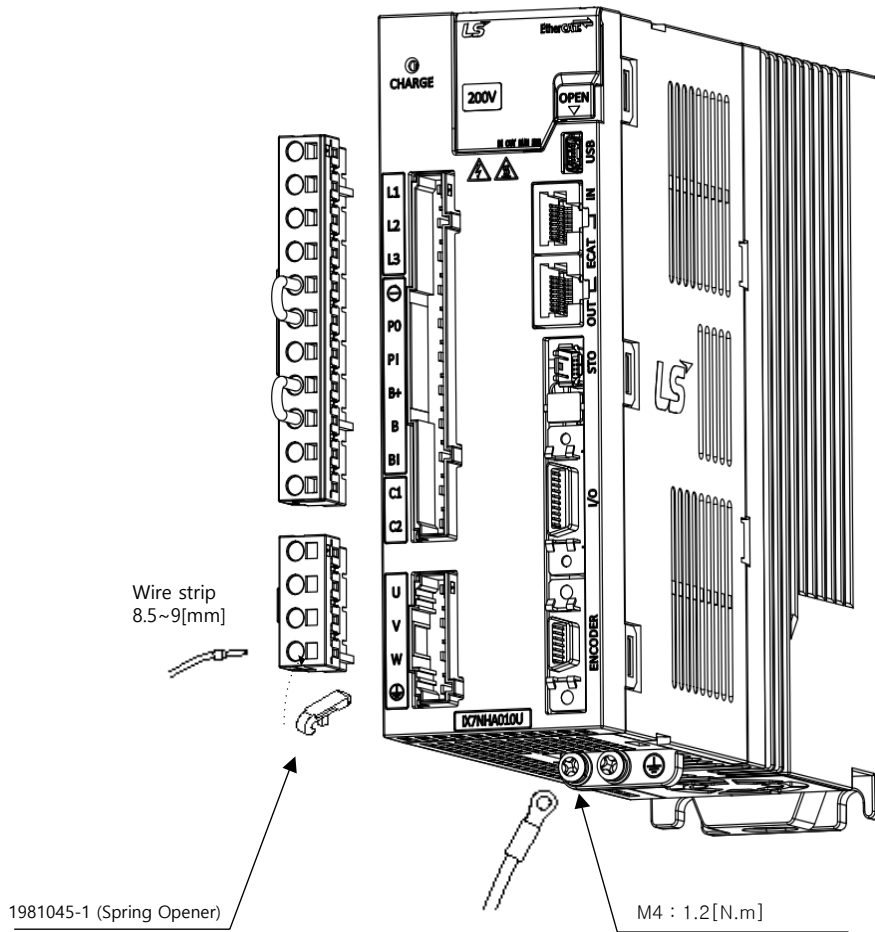 LS
EtherCAT
CHARGE
200V
OPEN
USB
L1
L2
L3
IN
ECAT
OUT
⊖
PO
PI
B+
B
BI
STO
C1
C2
I/O
LS
U
V
W
ENCODER
Wire strip
8.5~9[mm]
IX7NHA010U
1981045-1 (Spring Opener)
M4 : 1.2[N.m]